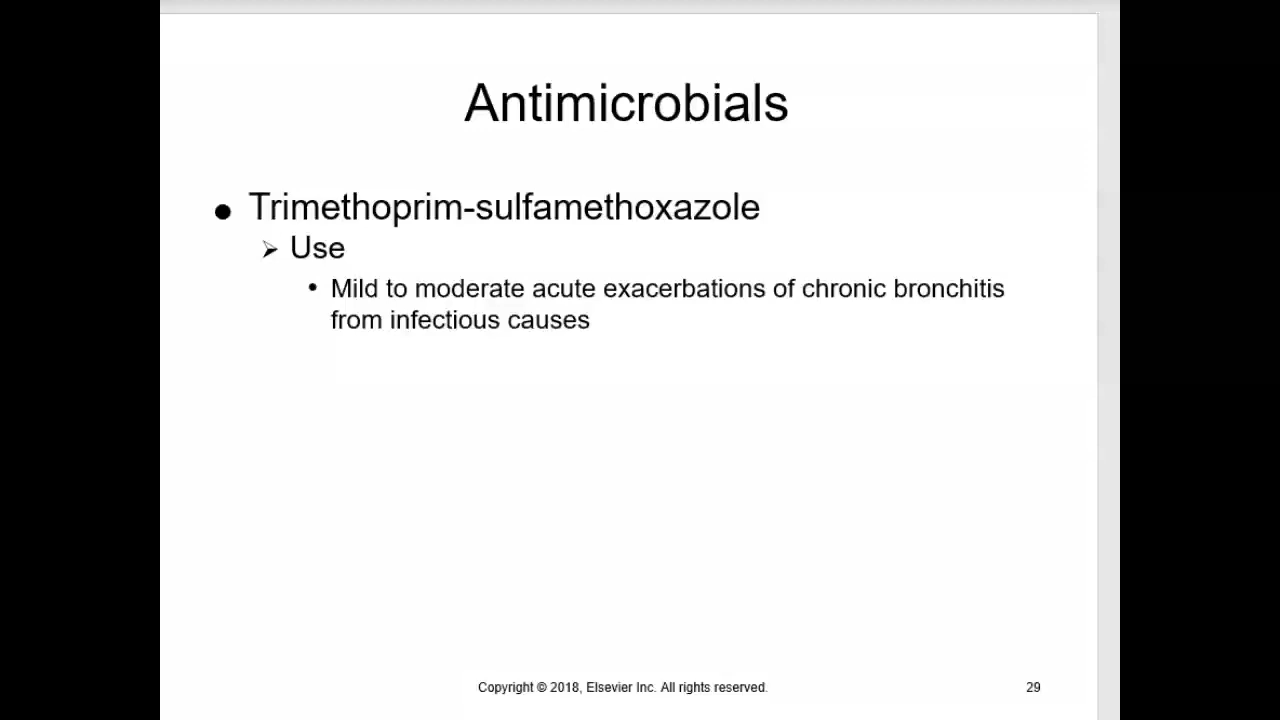 Antimicrobials
● Trimethoprim-sulfamethoxazole
➢ Use
• Mild to moderate acute exacerbations of chronic bronchitis
from infectious causes
Copyright © 2018, Elsevier Inc. All rights reserved.
29